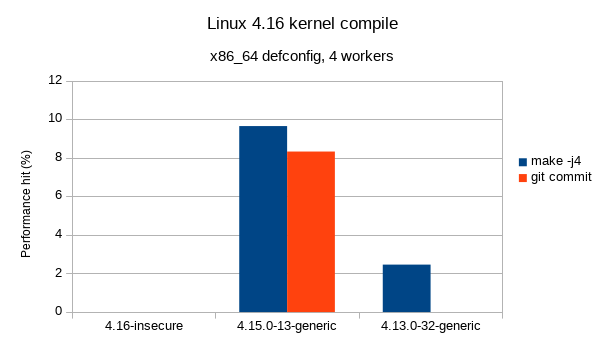 Linux 4.16 kernel compile
x86_64 defconfig, 4 workers
12
10
8
6
4
2
0
Performance hit (%)
4.16-insecure
4.15.0-13-generic
4.13.0-32-generic
make -j4
git commit